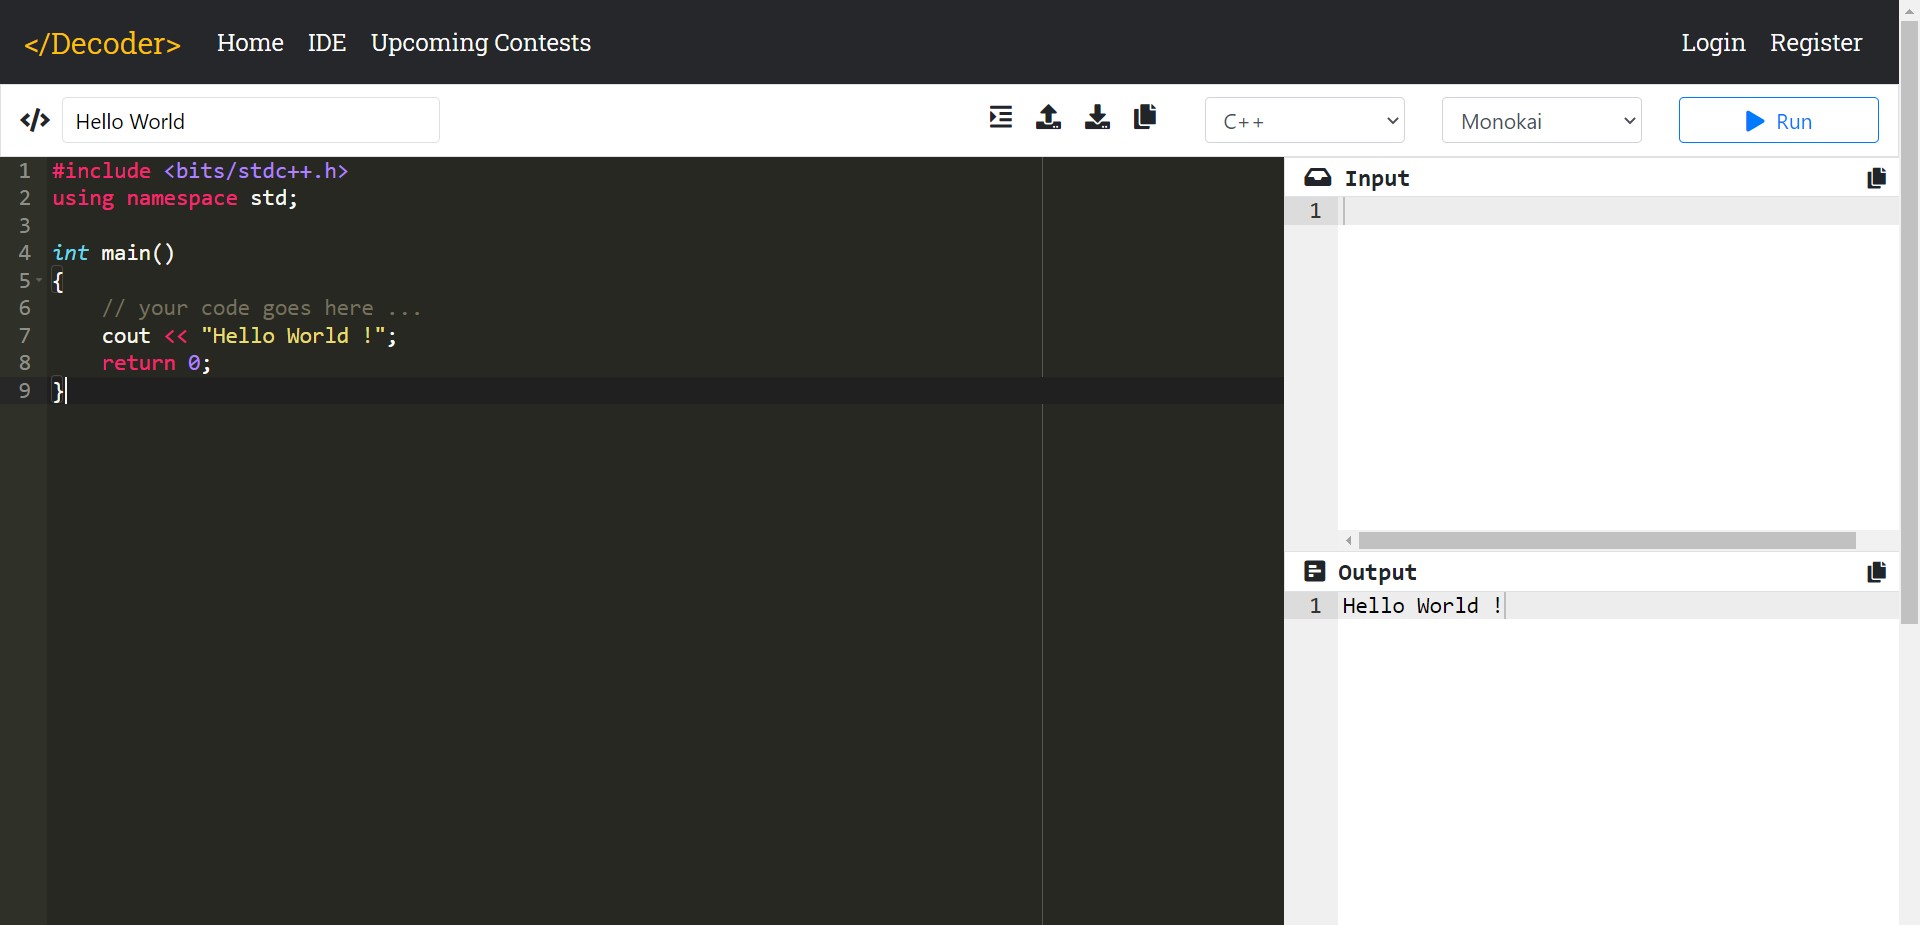 </Decoder> Home IDE Upcoming Contests Login Register
</> Hello World C++ Monokai Run
1 #include <bits/stdc++.h>
2 using namespace std;
3
4 int main()
5 {
6 // your code goes here ...
7 cout << "Hello World !";
8 return 0;
9 }
Input
1
Output
1 Hello World !